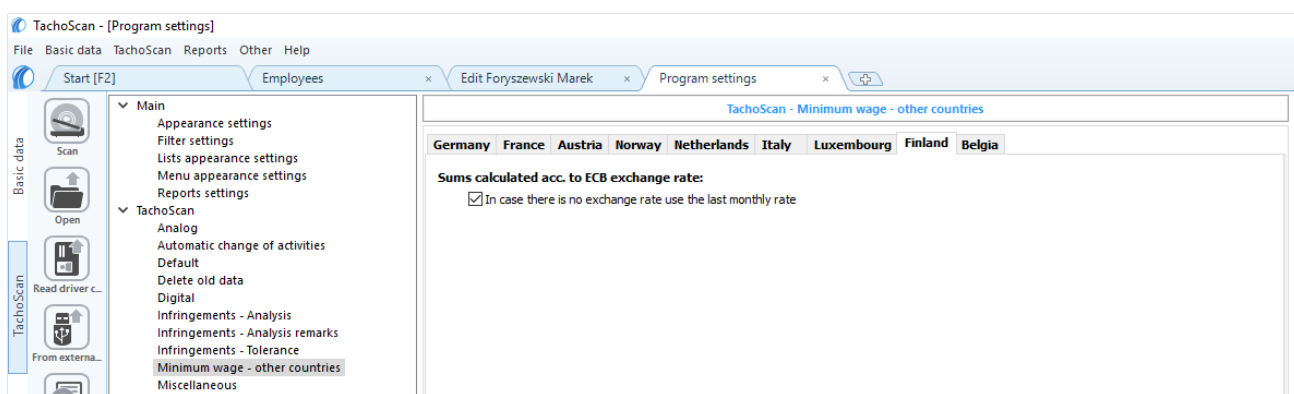 TachoScan - [Program settings]
File Basic data TachoScan Reports Other Help
Start [F2] Employees × Edit Foryszewski Marek × Program settings ×
Basic data
TachoScan
Scan
Open
Read driver c...
From externa...
Main
Appearance settings
Filter settings
Lists appearance settings
Menu appearance settings
Reports settings
TachoScan
Analog
Automatic change of activities
Default
Delete old data
Digital
Infringements - Analysis
Infringements - Analysis remarks
Infringements - Tolerance
Minimum wage - other countries
Miscellaneous
TachoScan - Minimum wage - other countries
Germany France Austria Norway Netherlands Italy Luxembourg Finland Belgia
Sums calculated acc. to ECB exchange rate:
In case there is no exchange rate use the last monthly rate